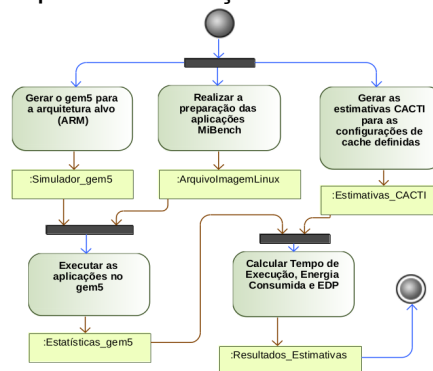 Gerar o gem5 para
a arquitetura alvo
(ARM)
Realizar a
preparação das
aplicações
MiBench
Gerar as
estimativas CACTI
para as
configurações de
cache definidas
:Simulador_gem5
:ArquivoImagemLinux
:Estimativas_CACTI
Executar as
aplicações no
gem5
Calcular Tempo de
Execução, Energia
Consumida e EDP
:Estatísticas_gem5
:Resultados_Estimativas